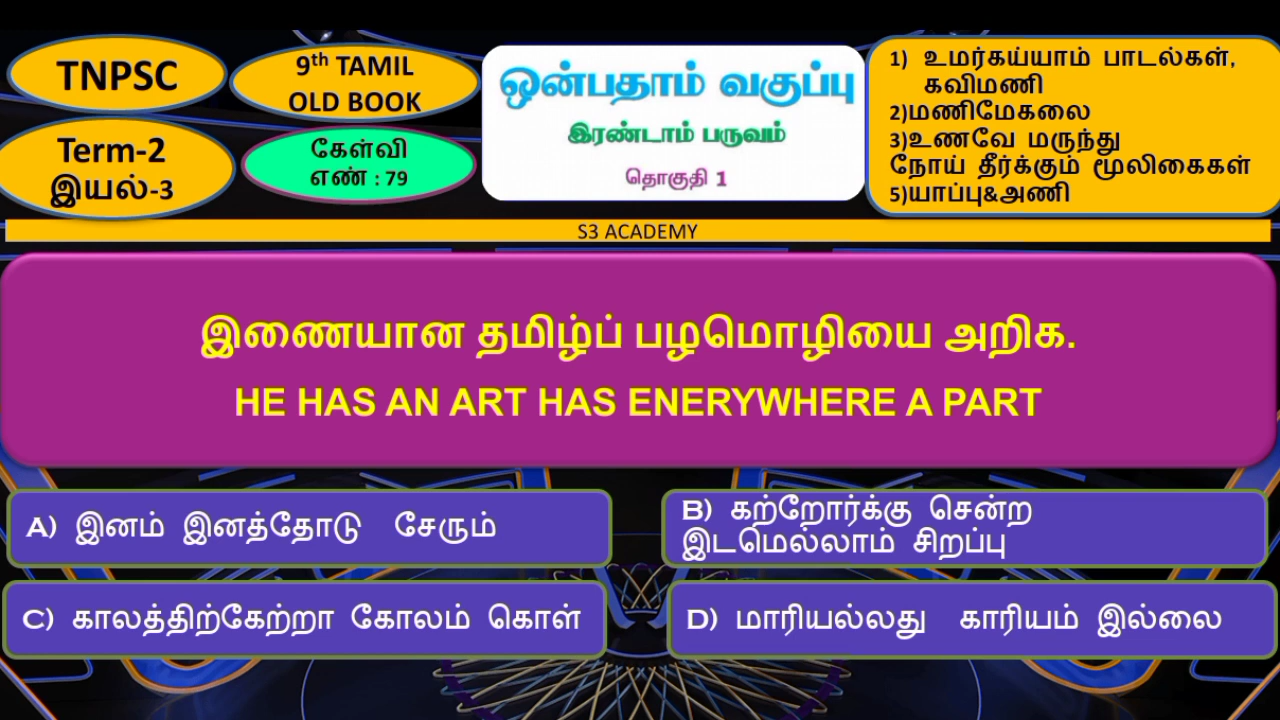 TNPSC
9th TAMIL
OLD BOOK
Term-2
இயல்-3
கேள்வி
எண் : 79
ஒன்பதாம் வகுப்பு
இரண்டாம் பருவம்
தொகுதி 1
1) உமர்கய்யாம் பாடல்கள்,
கவிமணி
2)மணிமேகலை
3)உணவே மருந்து
நோய் தீர்க்கும் மூலிகைகள்
5)யாப்பு&அணி
S3 ACADEMY
இணையான தமிழ்ப் பழமொழியை அறிக.
HE HAS AN ART HAS ENERYWHERE A PART
A) இனம் இனத்தோடு சேரும்
B) கற்றோர்க்கு சென்ற
இடமெல்லாம் சிறப்பு
C) காலத்திற்கேற்றா கோலம் கொள்
D) மாரியல்லது காரியம் இல்லை